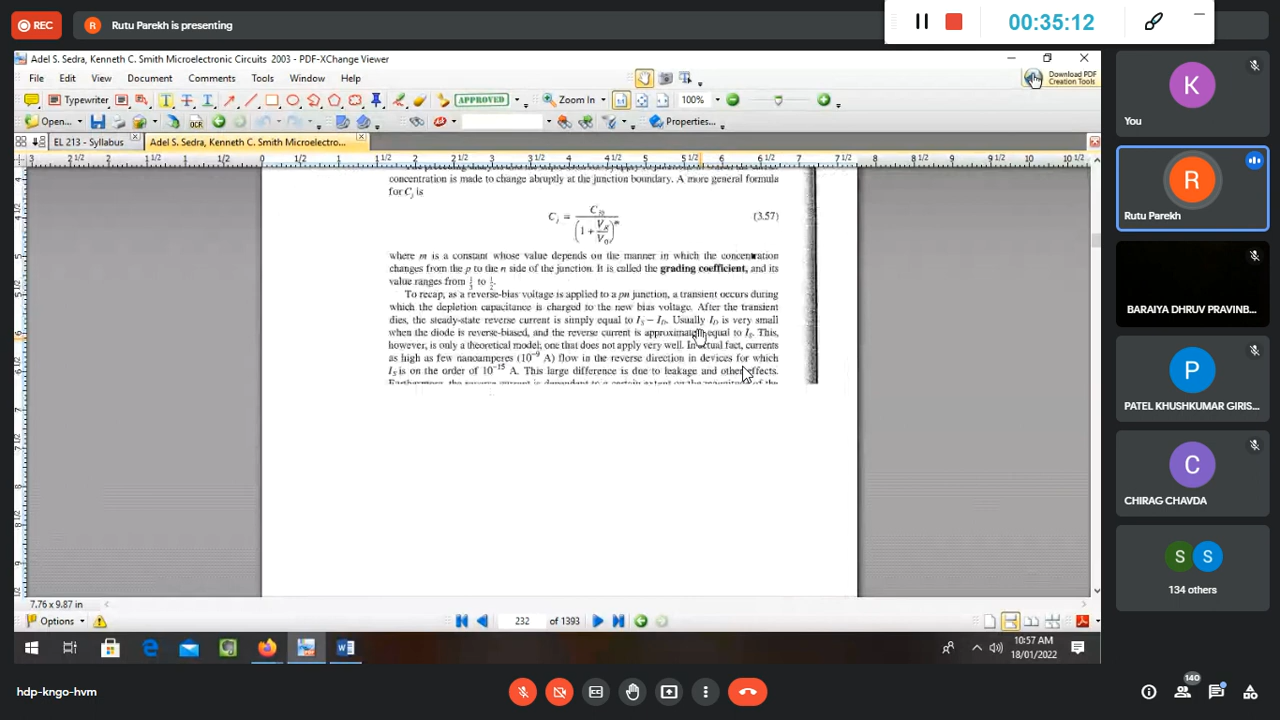 REC
R
Rutu Parekh is presenting
00:35:12
Adel S. Sedra, Kenneth C. Smith Microelectronic Circuits 2003 - PDF-XChange Viewer
File Edit View Document Comments Tools Window Help
Download PDF
Creation Tools
Typewriter
APPROVED
Zoom In
100%
Open...
OCR
Properties...
EL 213 - Syllabus
Adel S. Sedra, Kenneth C. Smith Microelectro...
concentration is made to change abruptly at the junction boundary. A more general formula
for Cj is
(3.57)
where m is a constant whose value depends on the manner in which the concentration
changes from the p to the n side of the junction. It is called the grading coefficient, and its
value ranges from 1/3 to 1/2.
To recap, as a reverse-bias voltage is applied to a pn junction, a transient occurs during
which the depletion capacitance is charged to the new bias voltage. After the transient
dies, the steady-state reverse current is simply equal to IS – ID. Usually ID is very small
when the diode is reverse-biased, and the reverse current is approximately equal to IS. This,
however, is only a theoretical model; one that does not apply very well. In actual fact, currents
as high as few nanoamperes (10⁻⁹ A) flow in the reverse direction in devices for which
IS is on the order of 10⁻¹⁵ A. This large difference is due to leakage and other effects.
7.76 x 9.87 in
Options
232 of 1393
10:57 AM
18/01/2022
K
You
R
Rutu Parekh
BARAIYA DHRUV PRAVINB...
P
PATEL KHUSHKUMAR GIRIS...
C
CHIRAG CHAVDA
S S
134 others
hdp-kngo-hvm
140